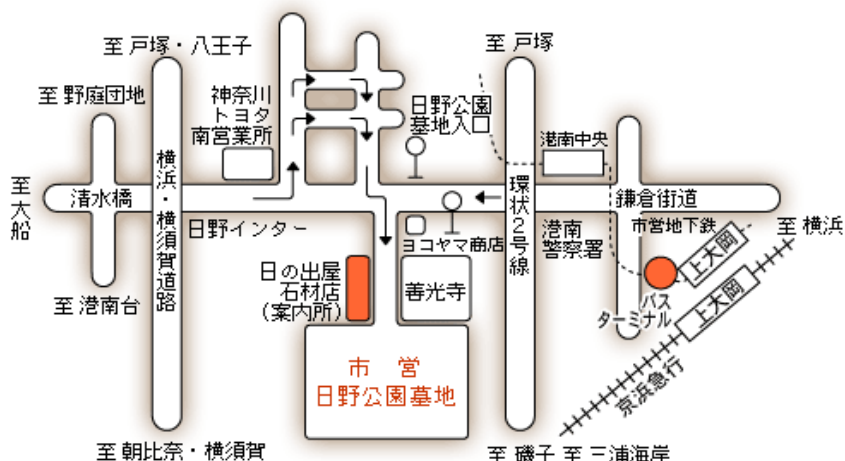 至 戸塚・八王子
至 戸塚
至 野庭団地
神奈川
トヨタ
南営業所
日野公園
墓地入口
港南中央
至 大船
清水橋
横浜・横須賀道路
日野インター
環状2号線
鎌倉街道
市営地下鉄
至 横浜
ヨコヤマ商店
港南
警察署
上大岡
日の出屋
石材店
(案内所)
善光寺
バス
ターミナル
上大岡
至 港南台
市 営
日野公園墓地
京浜急行
至 朝比奈・横須賀
至 磯子
至 三浦海岸